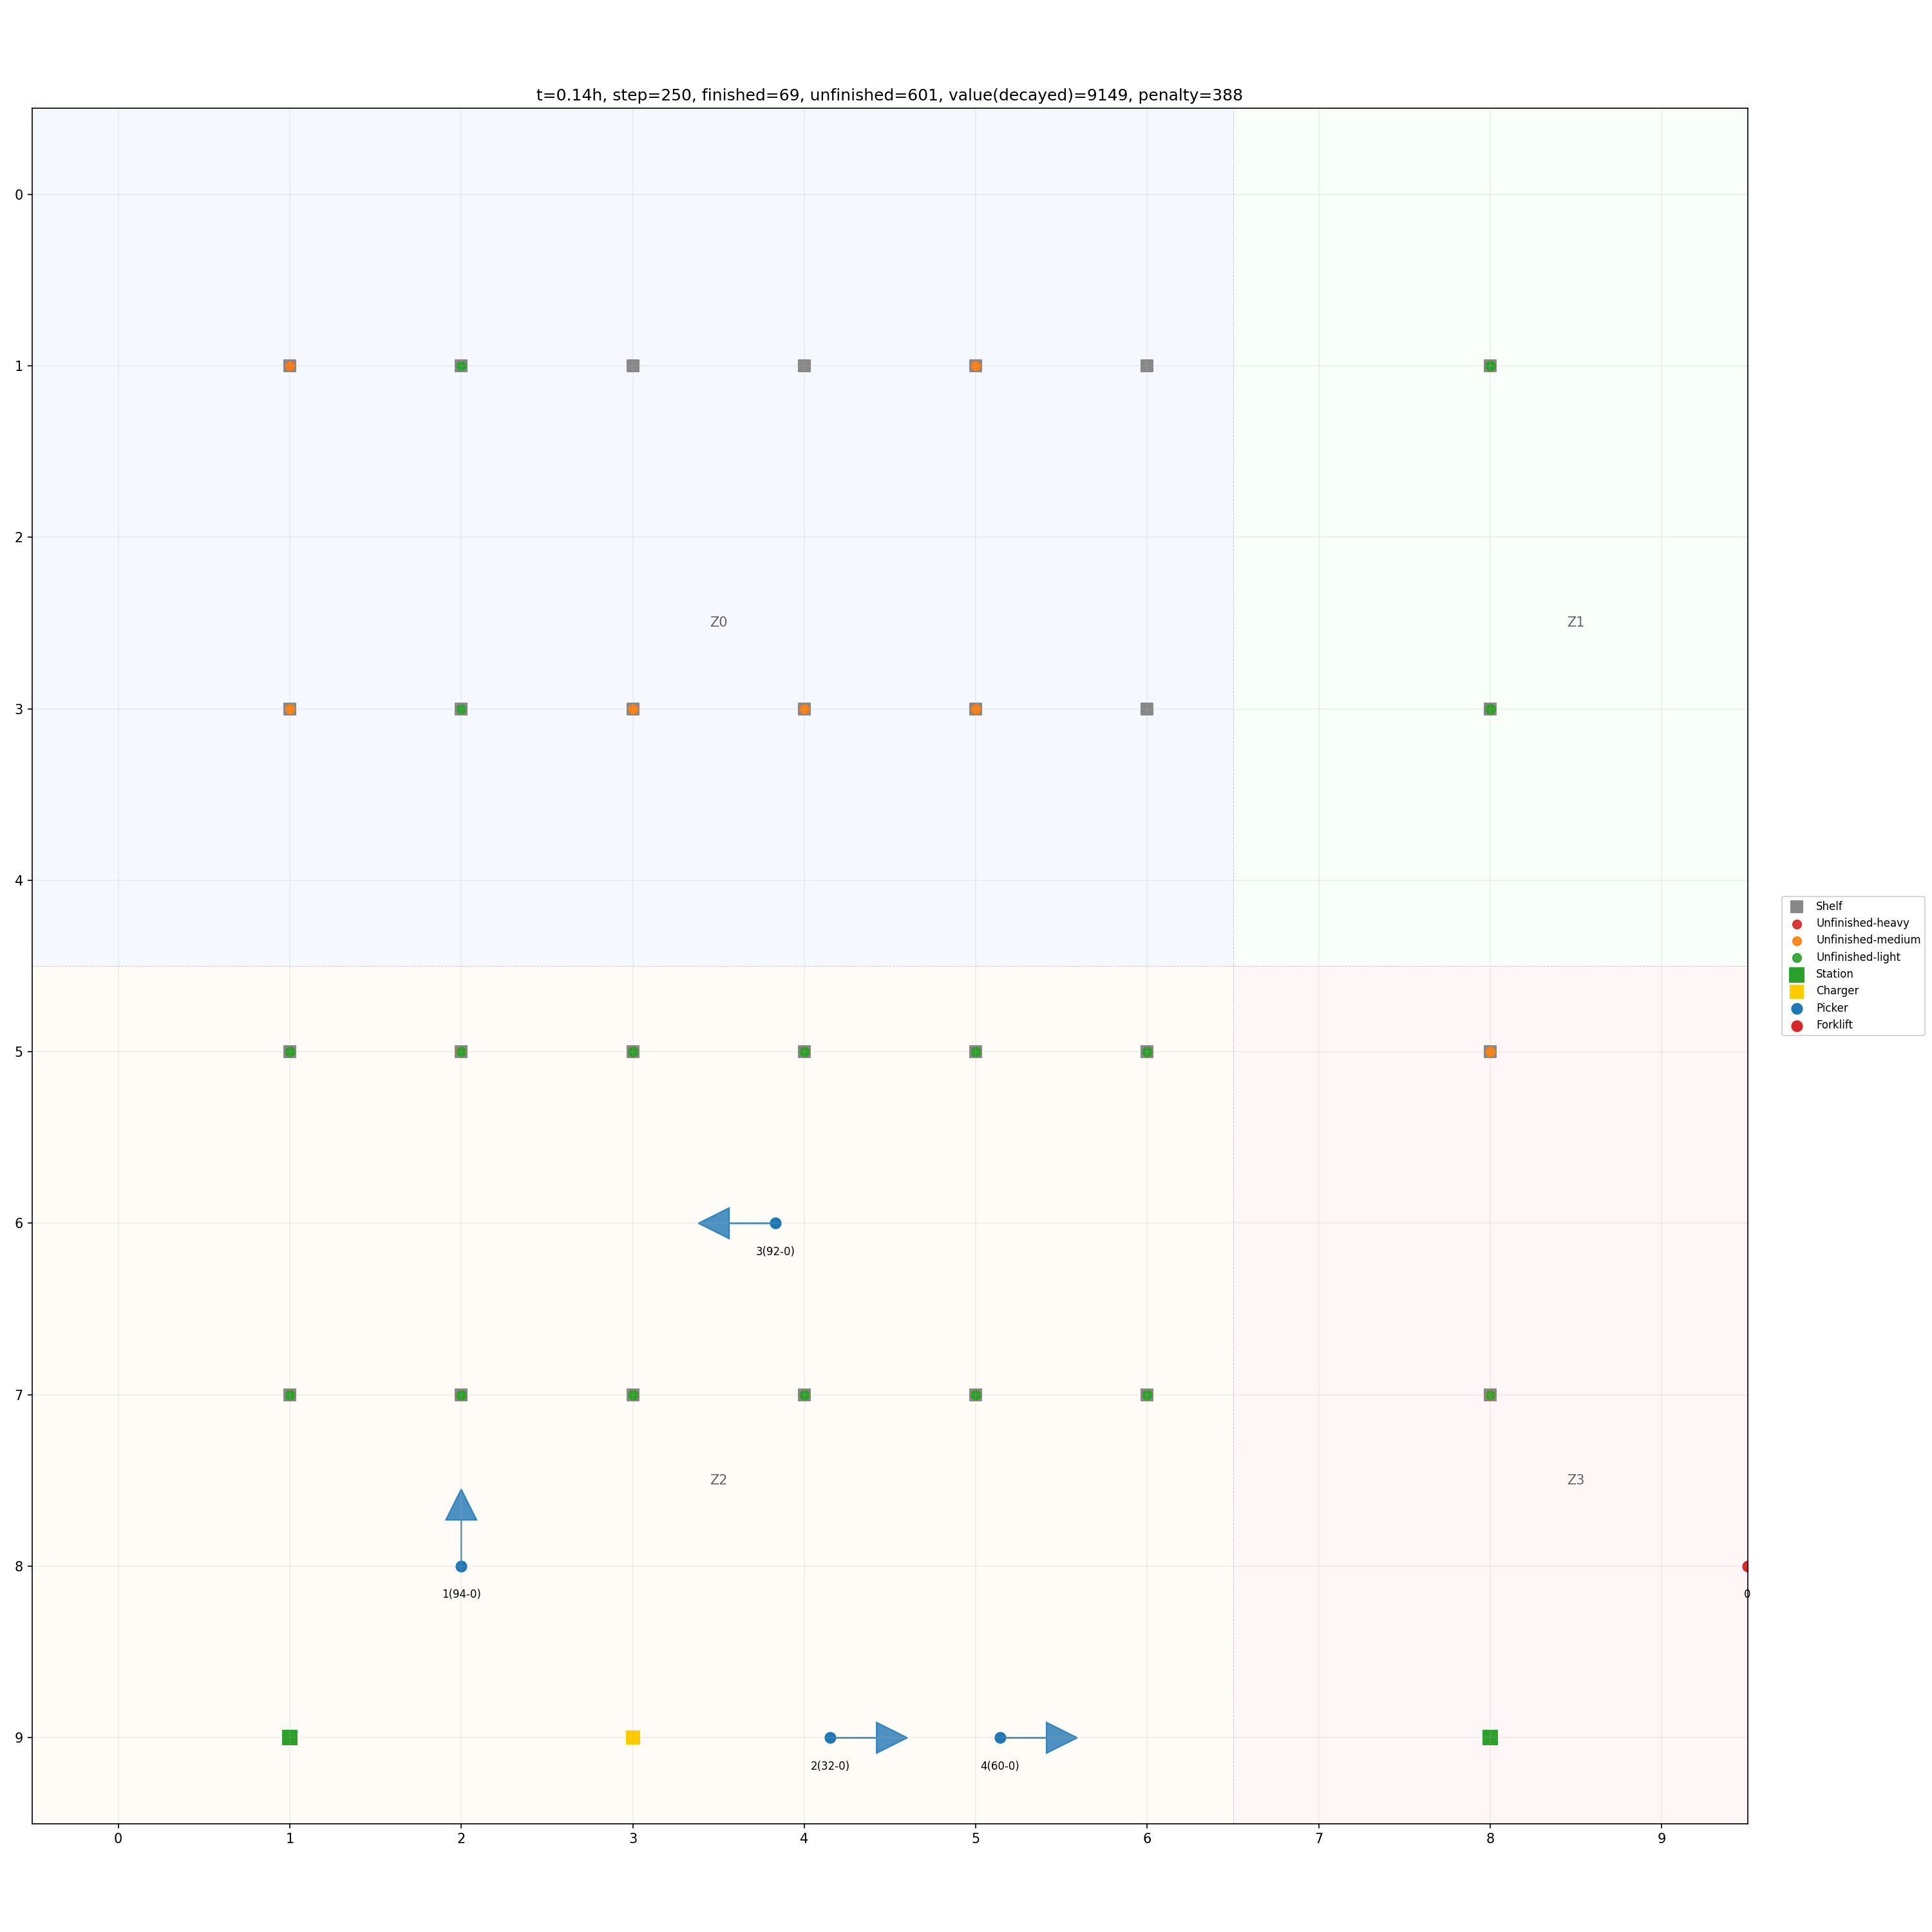 t=0.14h, step=250, finished=69, unfinished=601, value(decayed)=9149, penalty=388
0
1
2
Z0
Z1
3
4
Shelf
Unfinished-heavy
Unfinished-medium
Unfinished-light
Station
Charger
Picker
Forklift
5
6
3(92-0)
7
Z2
Z3
8
1(94-0)
0
9
2(32-0)
4(60-0)
0 1 2 3 4 5 6 7 8 9